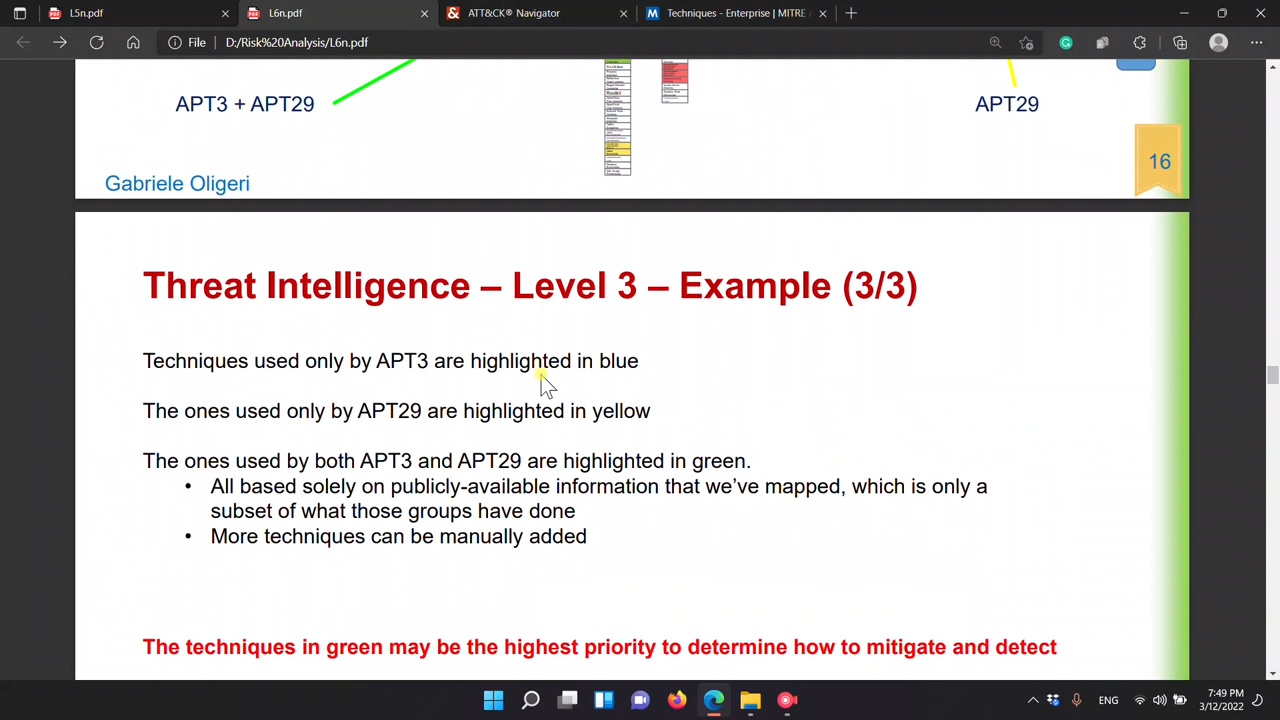 L5n.pdf
L6n.pdf
ATT&CK® Navigator
Techniques - Enterprise | MITRE A
File
D:/Risk%20Analysis/L6n.pdf
APT3 + APT29
Rootkit
APT29
16
Gabriele Oligeri
Threat Intelligence – Level 3 – Example (3/3)
Techniques used only by APT3 are highlighted in blue
The ones used only by APT29 are highlighted in yellow
The ones used by both APT3 and APT29 are highlighted in green.
• All based solely on publicly-available information that we’ve mapped, which is only a
subset of what those groups have done
• More techniques can be manually added
The techniques in green may be the highest priority to determine how to mitigate and detect
ENG
7:49 PM
3/12/2022